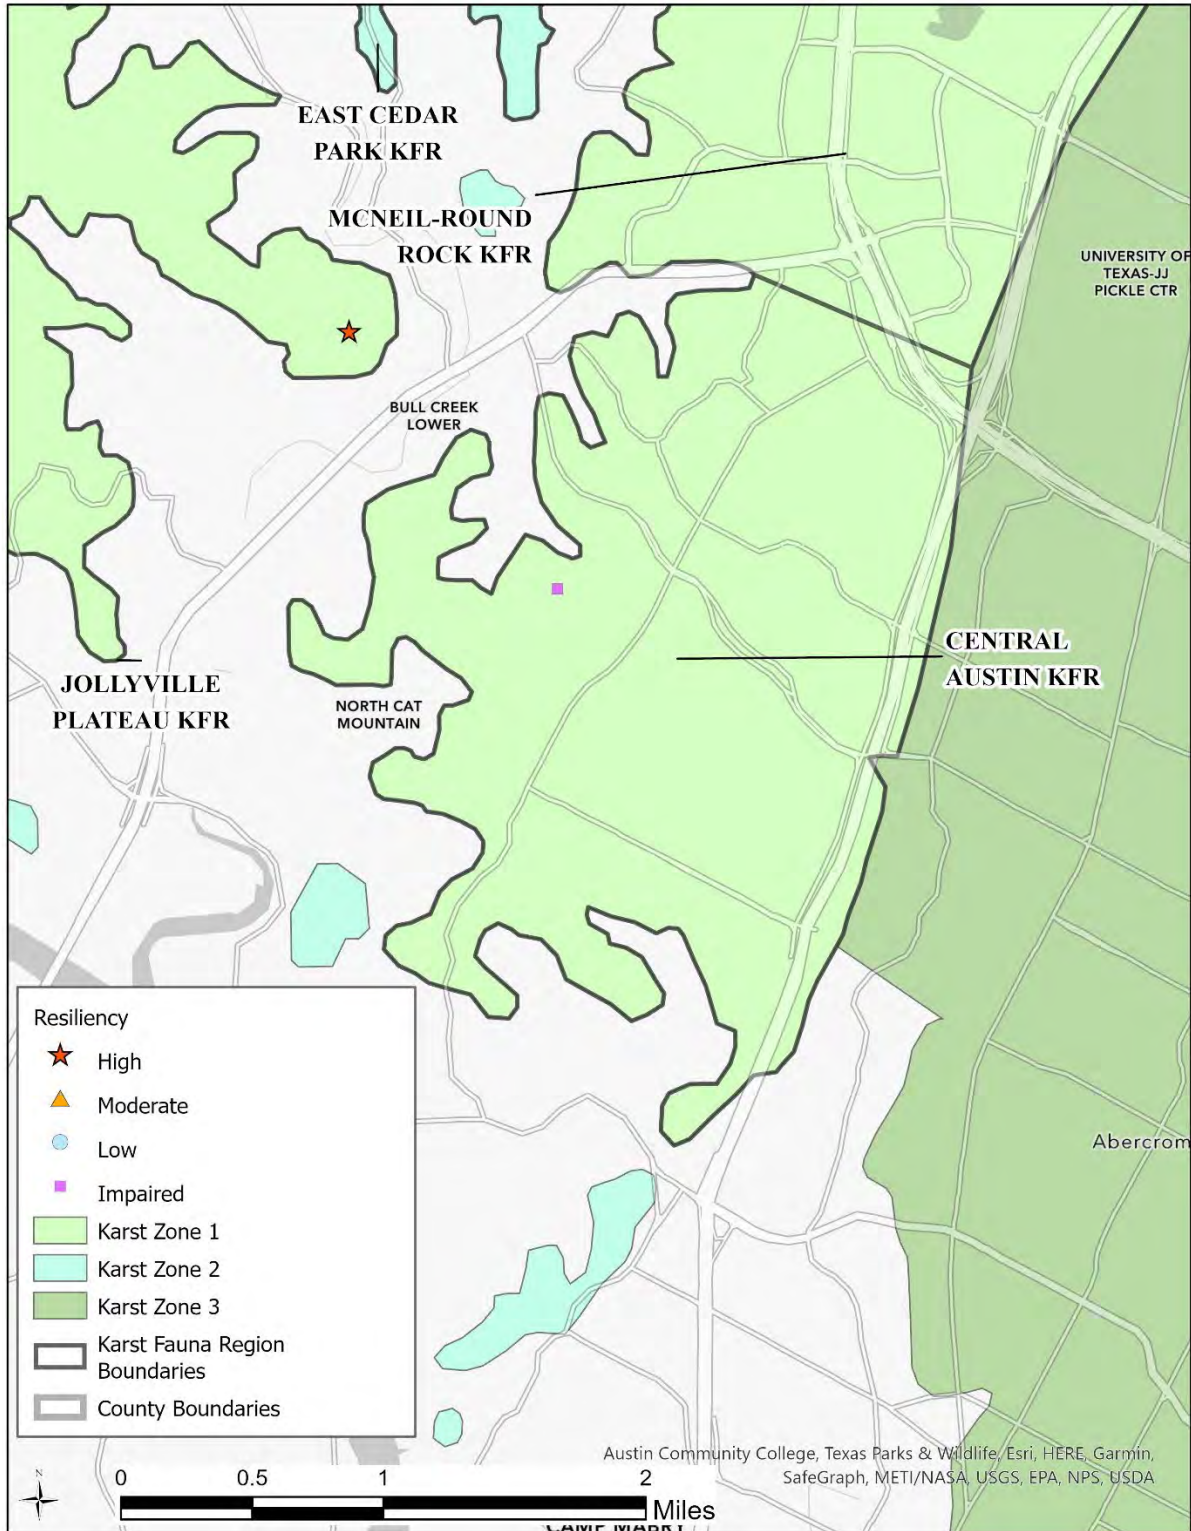 EAST CEDAR
PARK KFR
MCNEIL-ROUND
ROCK KFR
UNIVERSITY OF
TEXAS-JJ
PICKLE CTR
BULL CREEK
LOWER
CENTRAL
AUSTIN KFR
JOLLYVILLE
PLATEAU KFR
NORTH CAT
MOUNTAIN
Resiliency
High
Moderate
Low
Impaired
Karst Zone 1
Karst Zone 2
Karst Zone 3
Karst Fauna Region
Boundaries
County Boundaries
Abercrom
Austin Community College, Texas Parks & Wildlife, Esri, HERE, Garmin,
SafeGraph, METI/NASA, USGS, EPA, NPS, USDA
N
0 0.5 1 2
Miles
CAMP MABRY